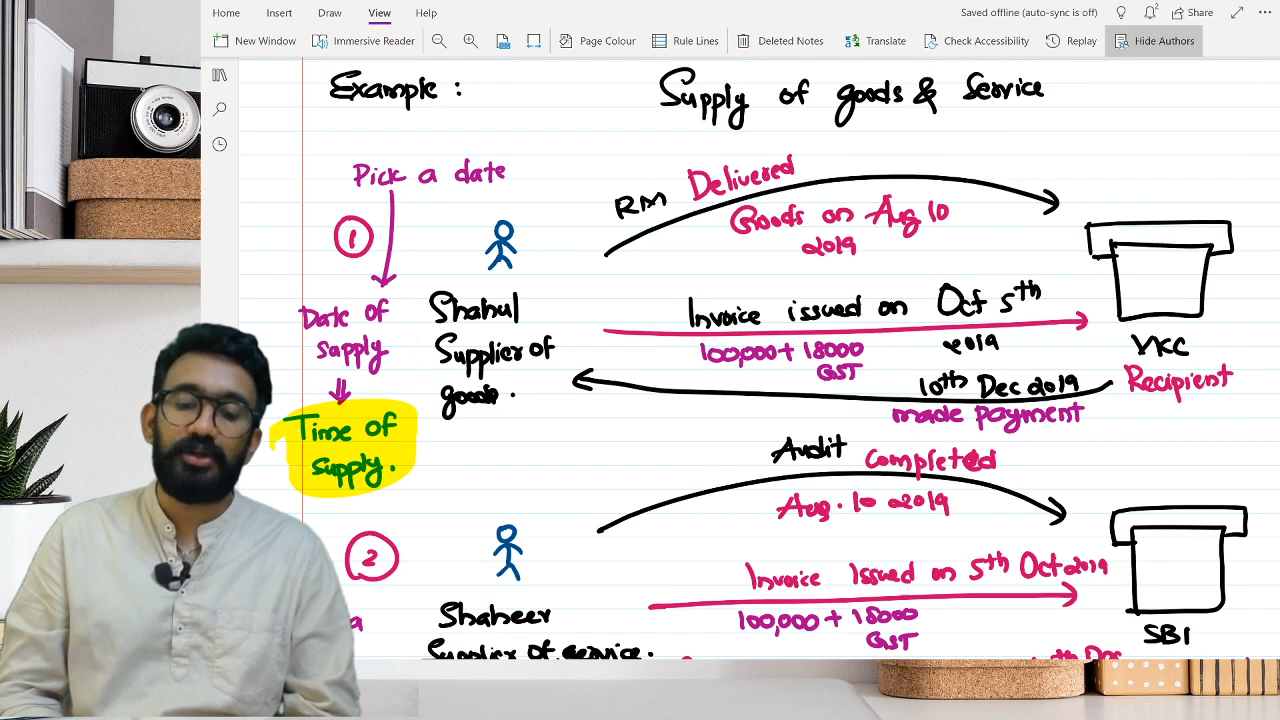 Home Insert Draw View Help
Saved offline (auto-sync is off) 2 Share
New Window Immersive Reader Page Colour Rule Lines Deleted Notes Translate Check Accessibility Replay Hide Authors
Example : Supply of goods & Service
Pick a date
RM Delivered
Goods on Aug 10
2019
1
Date of
supply
Time of
supply.
Shahul
Supplier of
goods.
Invoice issued on Oct 5th
2019
100,000 + 18000
GST
VKC
Recipient
10th Dec 2019
made payment
Audit Completed
Aug. 10 2019
2
Invoice Issued on 5th Oct 2019
100,000 + 18000
GST
Shaheer
Supplier of service.
SBI